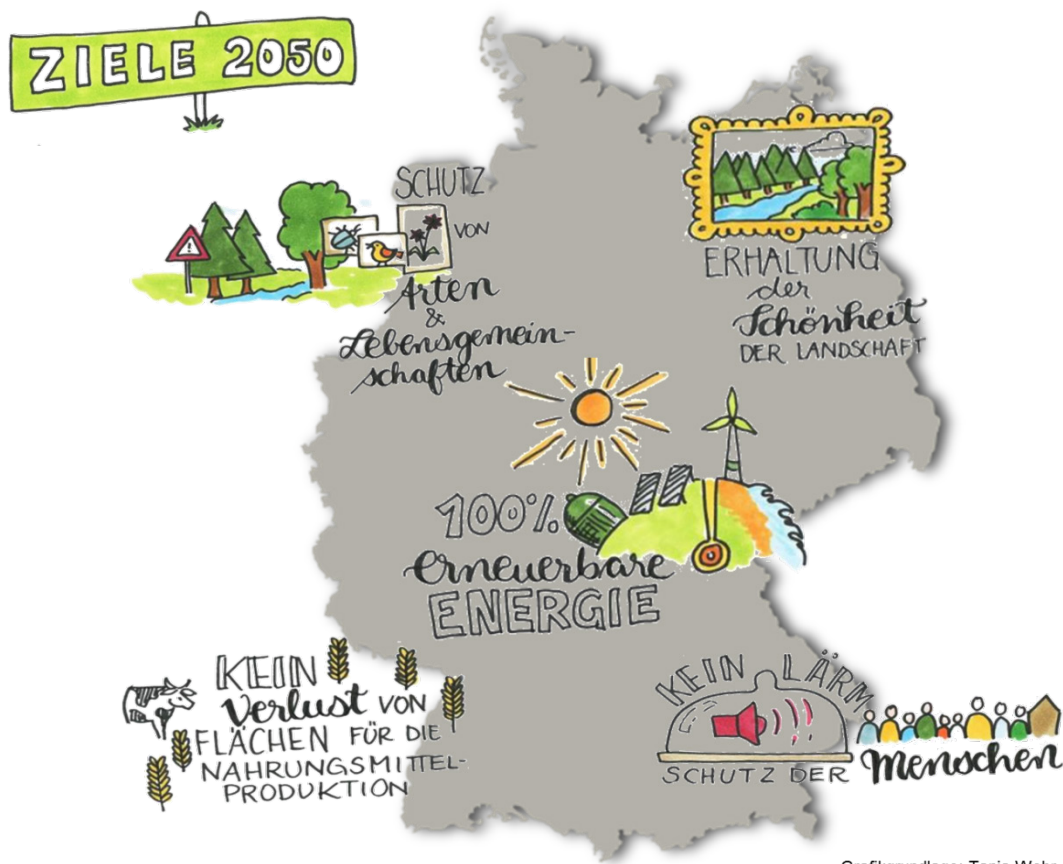 ZIELE 2050
SCHUTZ
VON
Arten
&
Lebensgemein-
schaften
ERHALTUNG
der
Schönheit
DER LANDSCHAFT
100%
erneuerbare
ENERGIE
KEIN
Verlust VON
FLÄCHEN FÜR DIE
NAHRUNGSMITTEL-
PRODUKTION
KEIN LÄRM
SCHUTZ DER Menschen